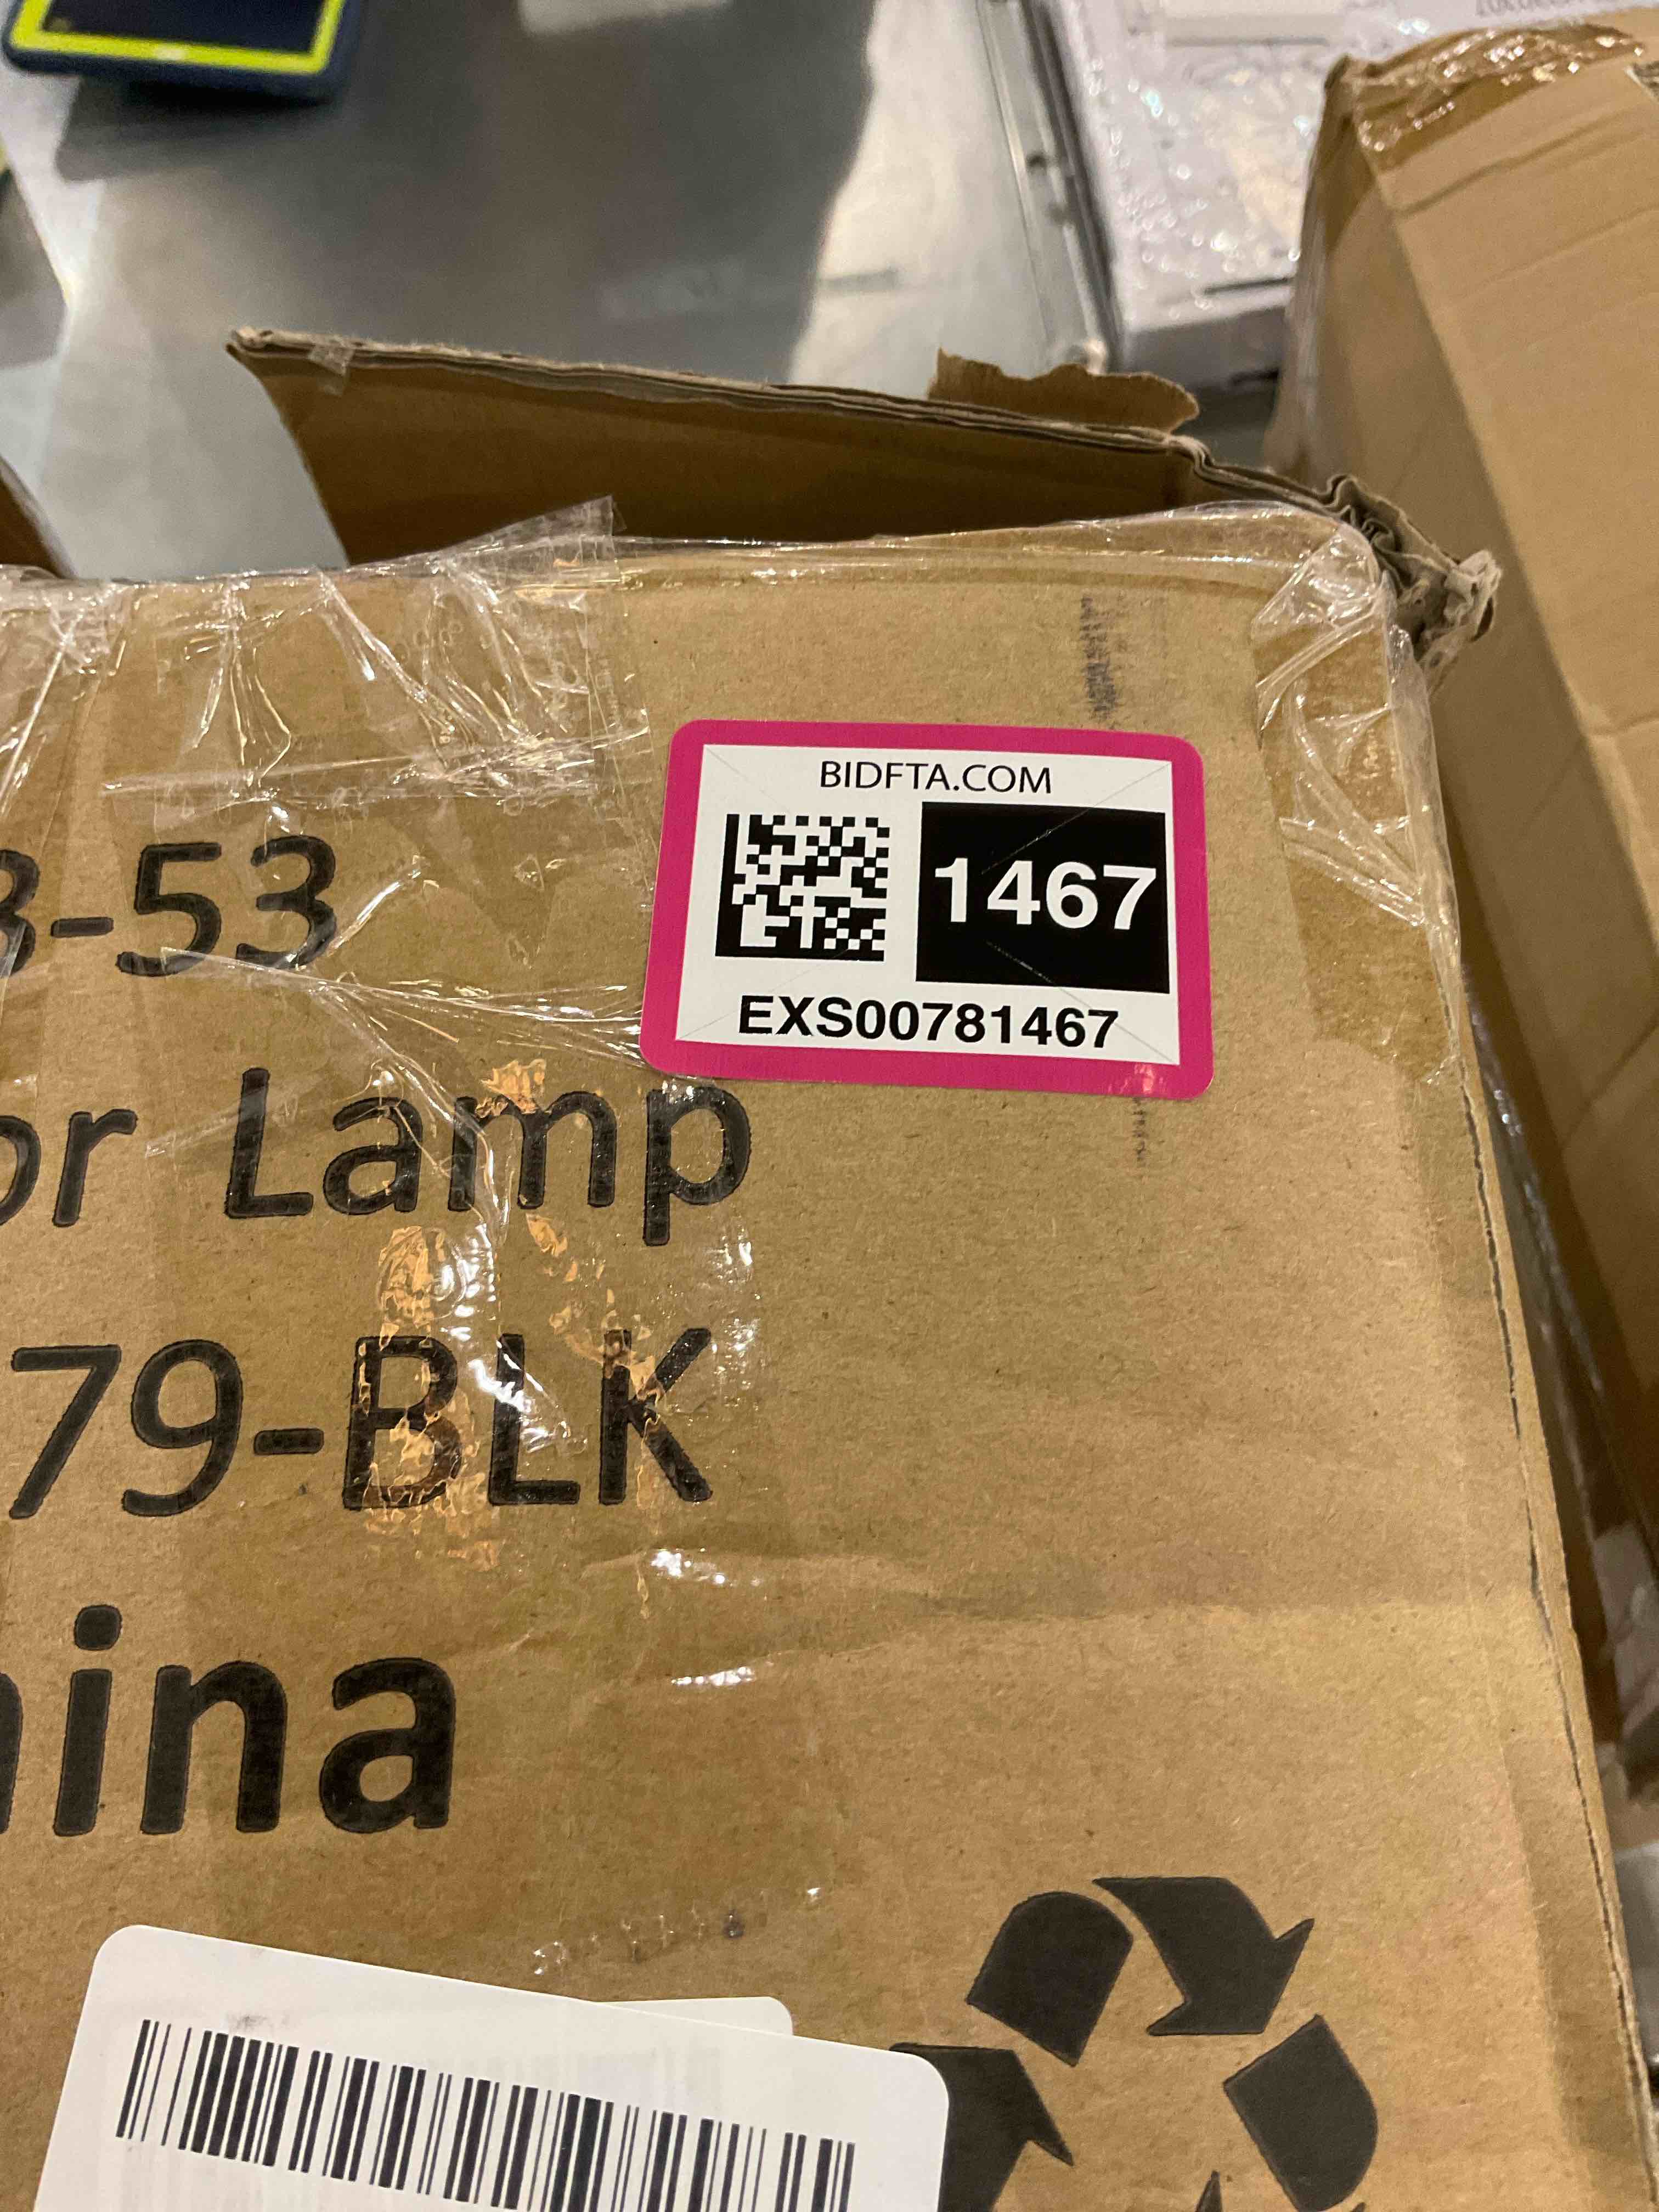 BIDFTA.COM
1467
EXS00781467
3-53
or Lamp
79-BLK
hina